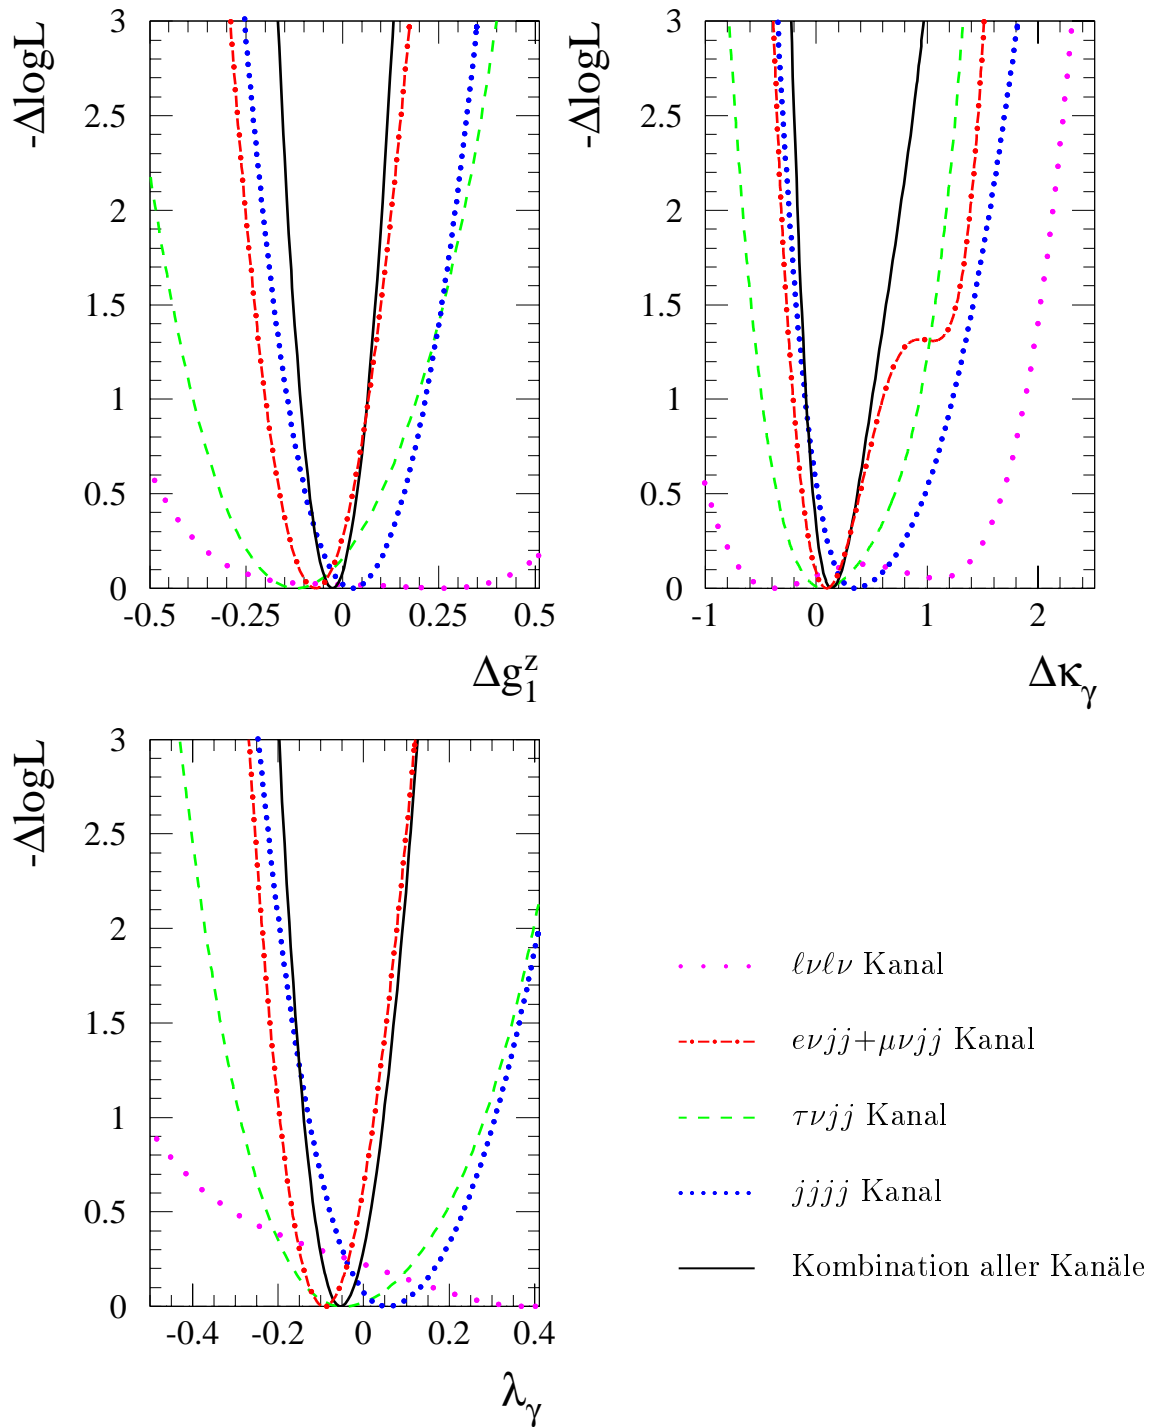 -ΔlogL
3
2.5
2
1.5
1
0.5
0
-0.5 -0.25 0 0.25 0.5
Δg₁ᶻ
-ΔlogL
3
2.5
2
1.5
1
0.5
0
-1 0 1 2
Δκᵧ
-ΔlogL
3
2.5
2
1.5
1
0.5
0
-0.4 -0.2 0 0.2 0.4
λᵧ
ℓνℓν Kanal
eνjj+μνjj Kanal
τνjj Kanal
jjjj Kanal
Kombination aller Kanäle